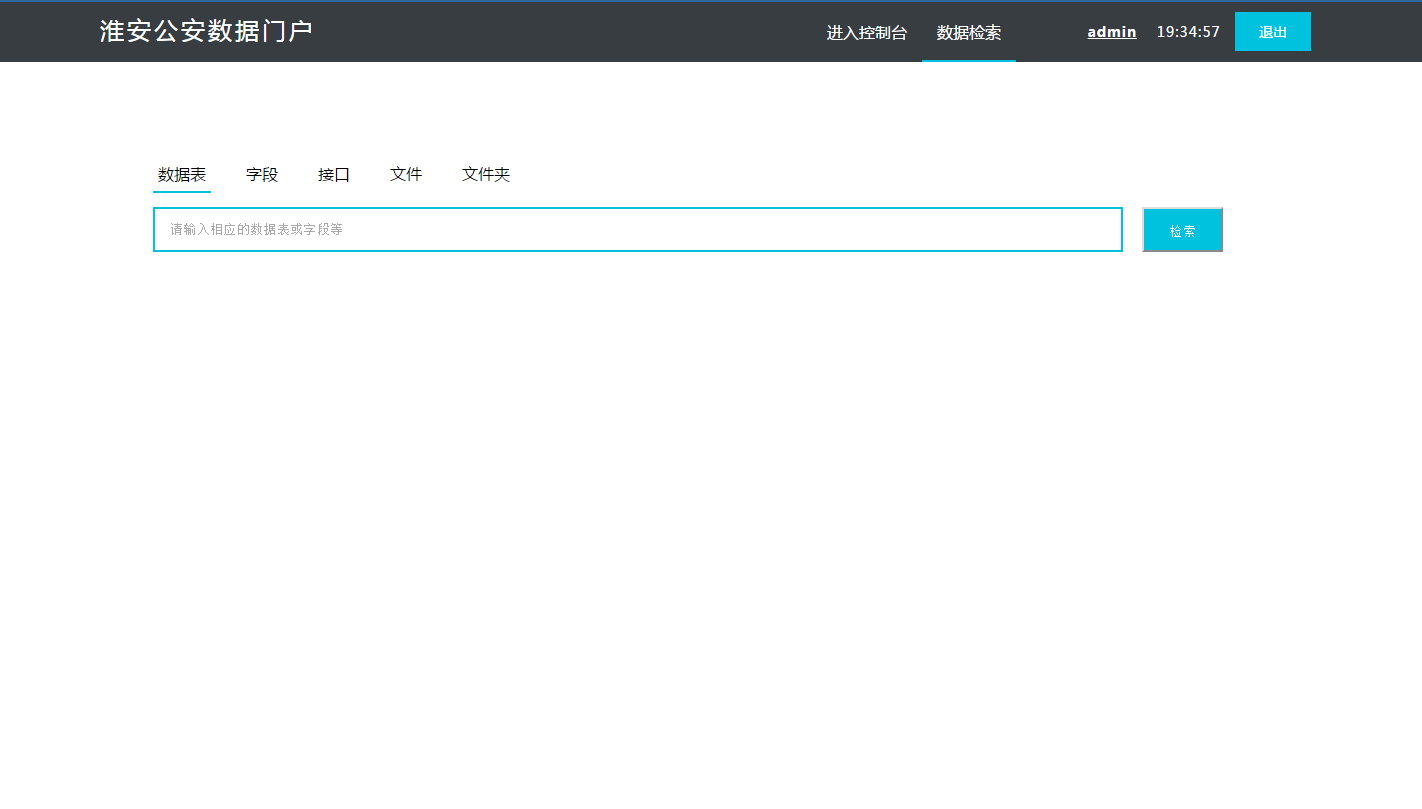 淮安公安数据门户 进入控制台 数据检索 admin 19:34:57 退出
数据表 字段 接口 文件 文件夹
请输入相应的数据表或字段等 检索